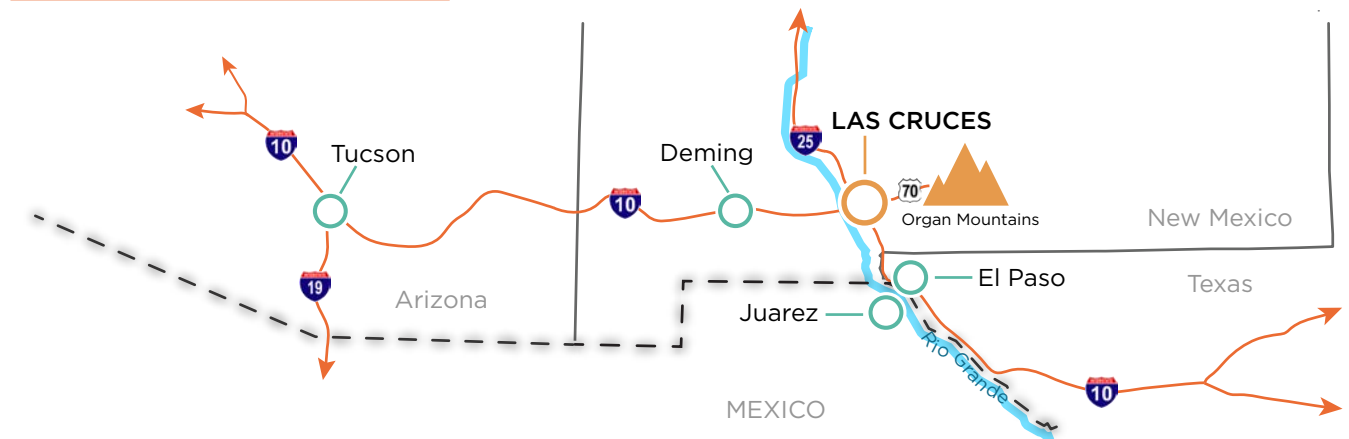 LAS CRUCES
25
10
Tucson
Deming
70
10
Organ Mountains
New Mexico
19
Arizona
El Paso
Texas
Juarez
Rio Grande
10
MEXICO